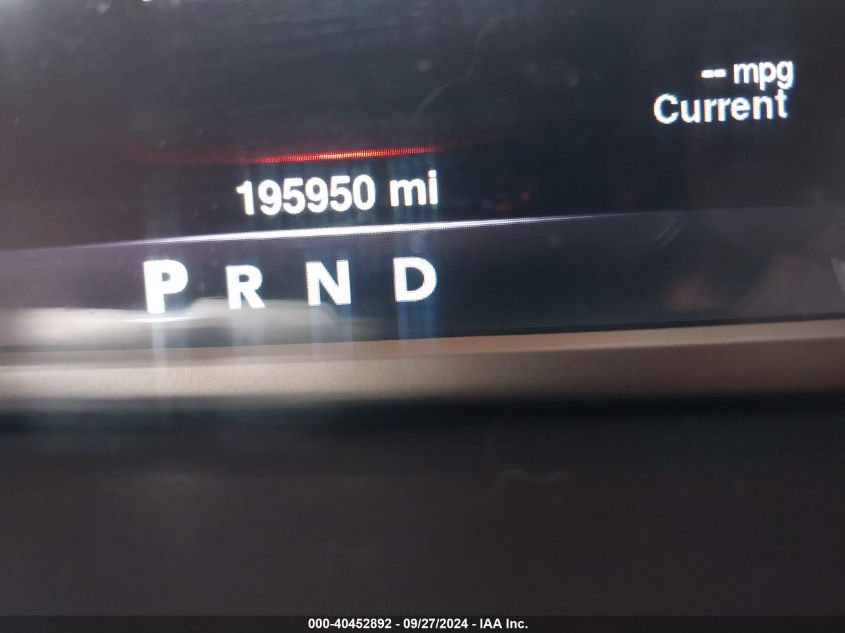 -- mpg
Current
195950 mi
P R N D
000-40452892 - 09/27/2024 - IAA Inc.